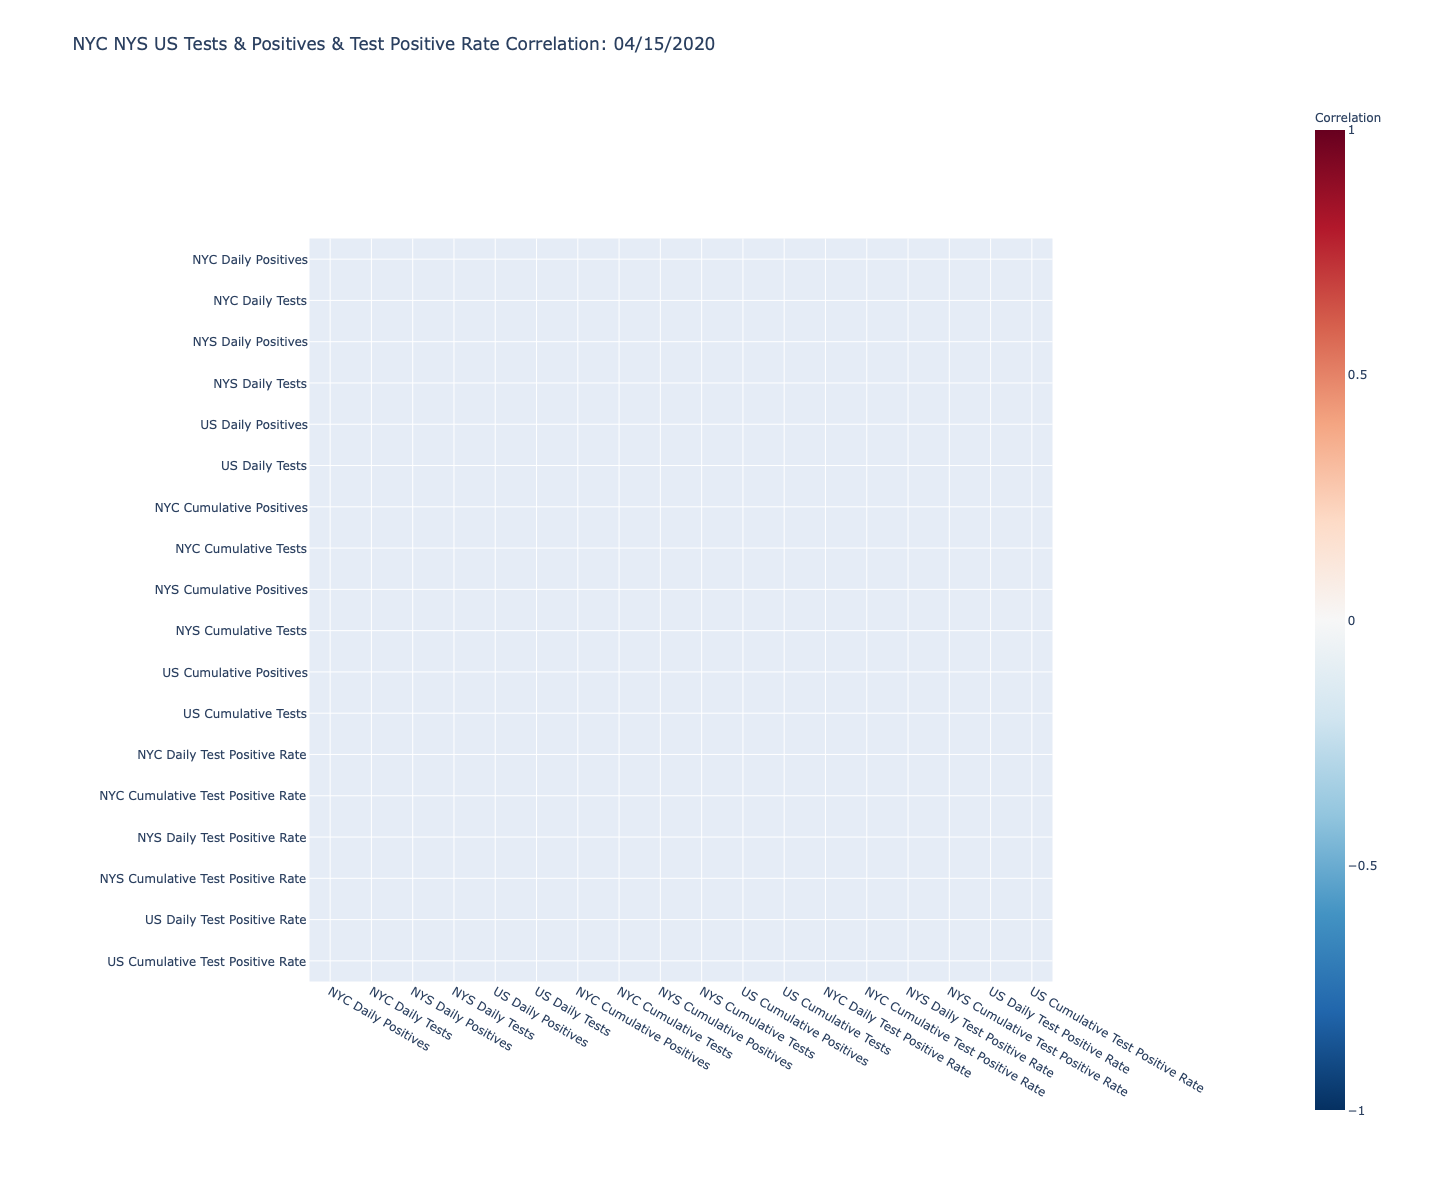 NYC NYS US Tests & Positives & Test Positive Rate Correlation: 04/15/2020
Correlation
1
0.5
0
−0.5
−1
NYC Daily Positives
NYC Daily Tests
NYS Daily Positives
NYS Daily Tests
US Daily Positives
US Daily Tests
NYC Cumulative Positives
NYC Cumulative Tests
NYS Cumulative Positives
NYS Cumulative Tests
US Cumulative Positives
US Cumulative Tests
NYC Daily Test Positive Rate
NYC Cumulative Test Positive Rate
NYS Daily Test Positive Rate
NYS Cumulative Test Positive Rate
US Daily Test Positive Rate
US Cumulative Test Positive Rate
NYC Daily Positives
NYC Daily Tests
NYS Daily Positives
NYS Daily Tests
US Daily Positives
US Daily Tests
NYC Cumulative Positives
NYC Cumulative Tests
NYS Cumulative Positives
NYS Cumulative Tests
US Cumulative Positives
US Cumulative Tests
NYC Daily Test Positive Rate
NYC Cumulative Test Positive Rate
NYS Daily Test Positive Rate
NYS Cumulative Test Positive Rate
US Daily Test Positive Rate
US Cumulative Test Positive Rate